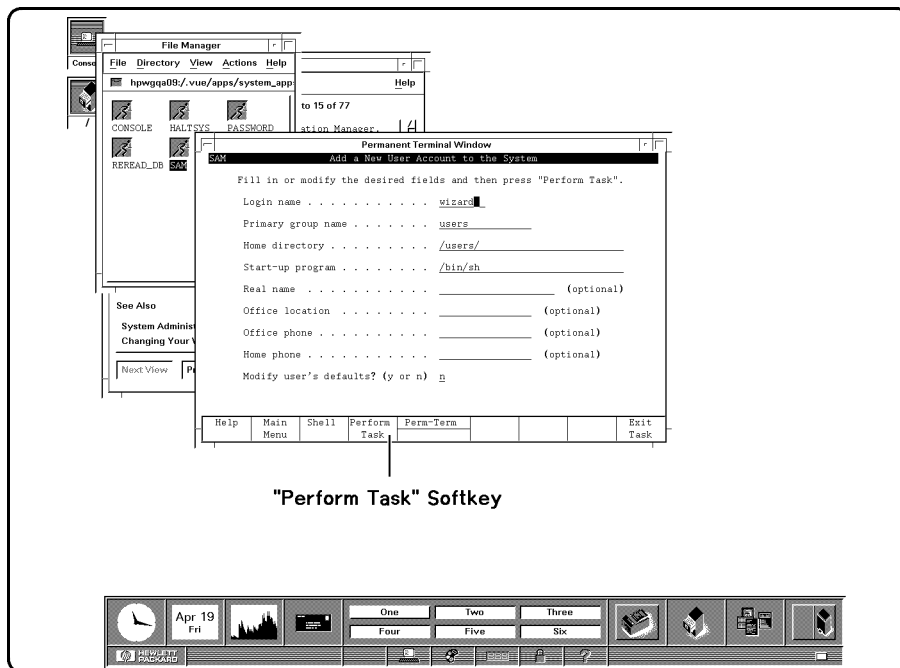 Conso
/
File Manager
File Directory View Actions Help
hpwgqa09:/.vue/apps/system_app
CONSOLE HALTSYS PASSWORD
REREAD_DB SAM
Help
to 15 of 77
ation Manager.
See Also
System Adminis
Changing Your V
Next View Pr
Permanent Terminal Window
SAM Add a New User Account to the System
Fill in or modify the desired fields and then press "Perform Task".
Login name . . . . . . . . . . . wizard
Primary group name . . . . . . . users
Home directory . . . . . . . . . /users/
Start-up program . . . . . . . . /bin/sh
Real name . . . . . . . . . . . (optional)
Office location . . . . . . . . (optional)
Office phone . . . . . . . . . . (optional)
Home phone . . . . . . . . . . . (optional)
Modify user's defaults? (y or n) n
Help Main Menu Shell Perform Task Perm-Term Exit Task
"Perform Task" Softkey
Apr 19
Fri
One Two Three
Four Five Six
HEWLETT
PACKARD